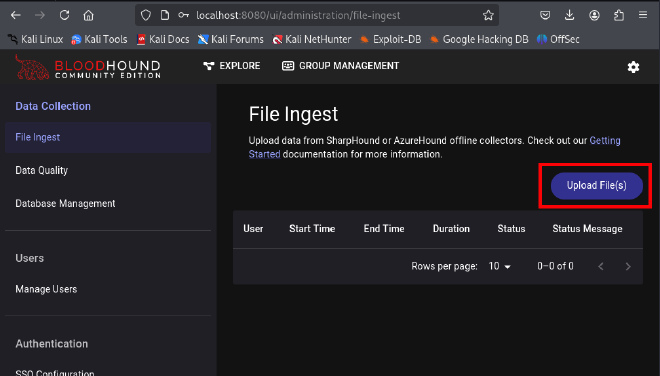 localhost:8080/ui/administration/file-ingest
Kali Linux Kali Tools Kali Docs Kali Forums Kali NetHunter Exploit-DB Google Hacking DB OffSec
BLOODHOUND
COMMUNITY EDITION
EXPLORE
GROUP MANAGEMENT
Data Collection
File Ingest
Data Quality
Database Management
Users
Manage Users
Authentication
SSO Configuration
File Ingest
Upload data from SharpHound or AzureHound offline collectors. Check out our Getting
Started documentation for more information.
Upload File(s)
User Start Time End Time Duration Status Status Message
Rows per page: 10 0–0 of 0